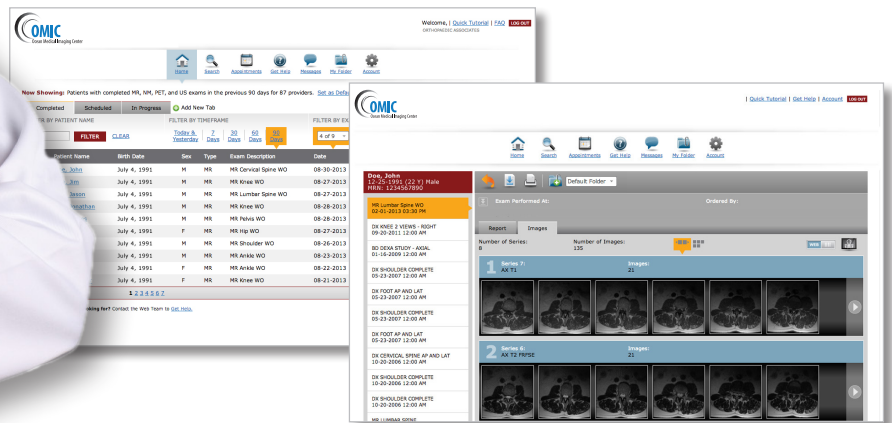 OMIC
Ocean Medical Imaging Center
Welcome, | Quick Tutorial | FAQ LOG OUT
ORTHOPAEDIC ASSOCIATES
Home Search Appointments Get Help Messages My Folder Account
Now Showing: Patients with completed MR, NM, PET, and US exams in the previous 90 days for 87 providers. Set as Defa
Completed Scheduled In Progress Add New Tab
R BY PATIENT NAME FILTER BY TIMEFRAME FILTER BY EX
FILTER CLEAR Today & Yesterday 7 Days 30 Days 60 Days 90 Days 4 of 9
Patient Name Birth Date Sex Type Exam Description Date
John July 4, 1991 M MR MR Cervical Spine WO 08-30-2013
Jim July 4, 1991 M MR MR Knee WO 08-27-2013
Jason July 4, 1991 M MR MR Lumbar Spine WO 08-27-2013
nathan July 4, 1991 M MR MR Knee WO 08-28-2013
July 4, 1991 M MR MR Pelvis WO 08-28-2013
July 4, 1991 F MR MR Hip WO 08-27-2013
July 4, 1991 M MR MR Shoulder WO 08-26-2013
July 4, 1991 M MR MR Ankle WO 08-23-2013
July 4, 1991 F MR MR Ankle WO 08-22-2013
July 4, 1991 F MR MR Knee WO 08-21-2013
1 2 3 4 5 6 7
oking for? Contact the Web Team to Get Help.
OMIC
Ocean Medical Imaging Center
| Quick Tutorial | Get Help | Account LOG OUT
Home Search Appointments Get Help Messages My Folder Account
Doe, John
12-25-1991 (22 Y) Male
MRN: 1234567890
Default Folder
Exam Performed At: Ordered By:
MR Lumbar Spine WO
02-01-2013 03:30 PM
DX KNEE 2 VIEWS - RIGHT
09-20-2011 12:00 AM
BD DEXA STUDY - AXIAL
01-16-2009 12:00 AM
DX SHOULDER COMPLETE
05-23-2007 12:00 AM
DX FOOT AP AND LAT
05-23-2007 12:00 AM
DX SHOULDER COMPLETE
05-23-2007 12:00 AM
DX FOOT AP AND LAT
05-23-2007 12:00 AM
DX CERVICAL SPINE AP AND LAT
10-20-2006 12:00 AM
DX SHOULDER COMPLETE
10-20-2006 12:00 AM
DX SHOULDER COMPLETE
10-20-2006 12:00 AM
MR LUMBAR SPINE
Report Images
Number of Series:
8
Number of Images:
135
WEB
1 Series 7:
AX T1
Images:
21
2 Series 6:
AX T2 FRFSE
Images:
21